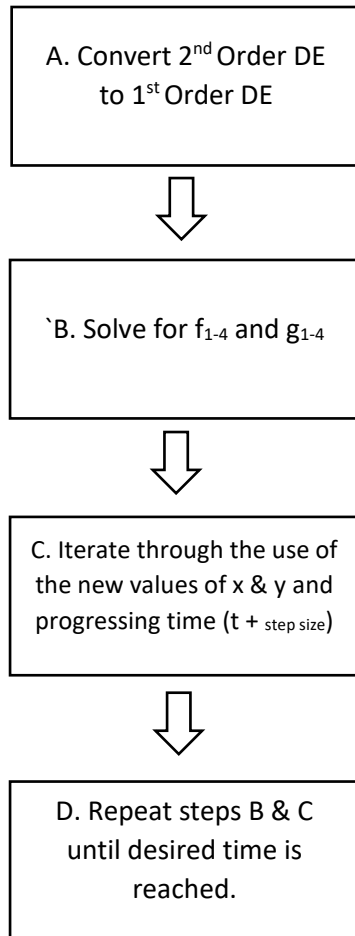 A. Convert 2nd Order DE
to 1st Order DE
`B. Solve for f1-4 and g1-4
C. Iterate through the use of
the new values of x & y and
progressing time (t + step size)
D. Repeat steps B & C
until desired time is
reached.